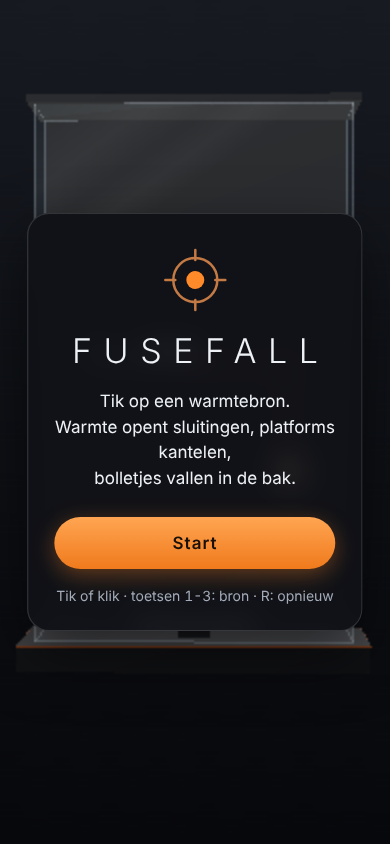 FUSEFALL
Tik op een warmtebron.
Warmte opent sluitingen, platforms
kantelen,
bolletjes vallen in de bak.
Start
Tik of klik · toetsen 1-3: bron · R: opnieuw